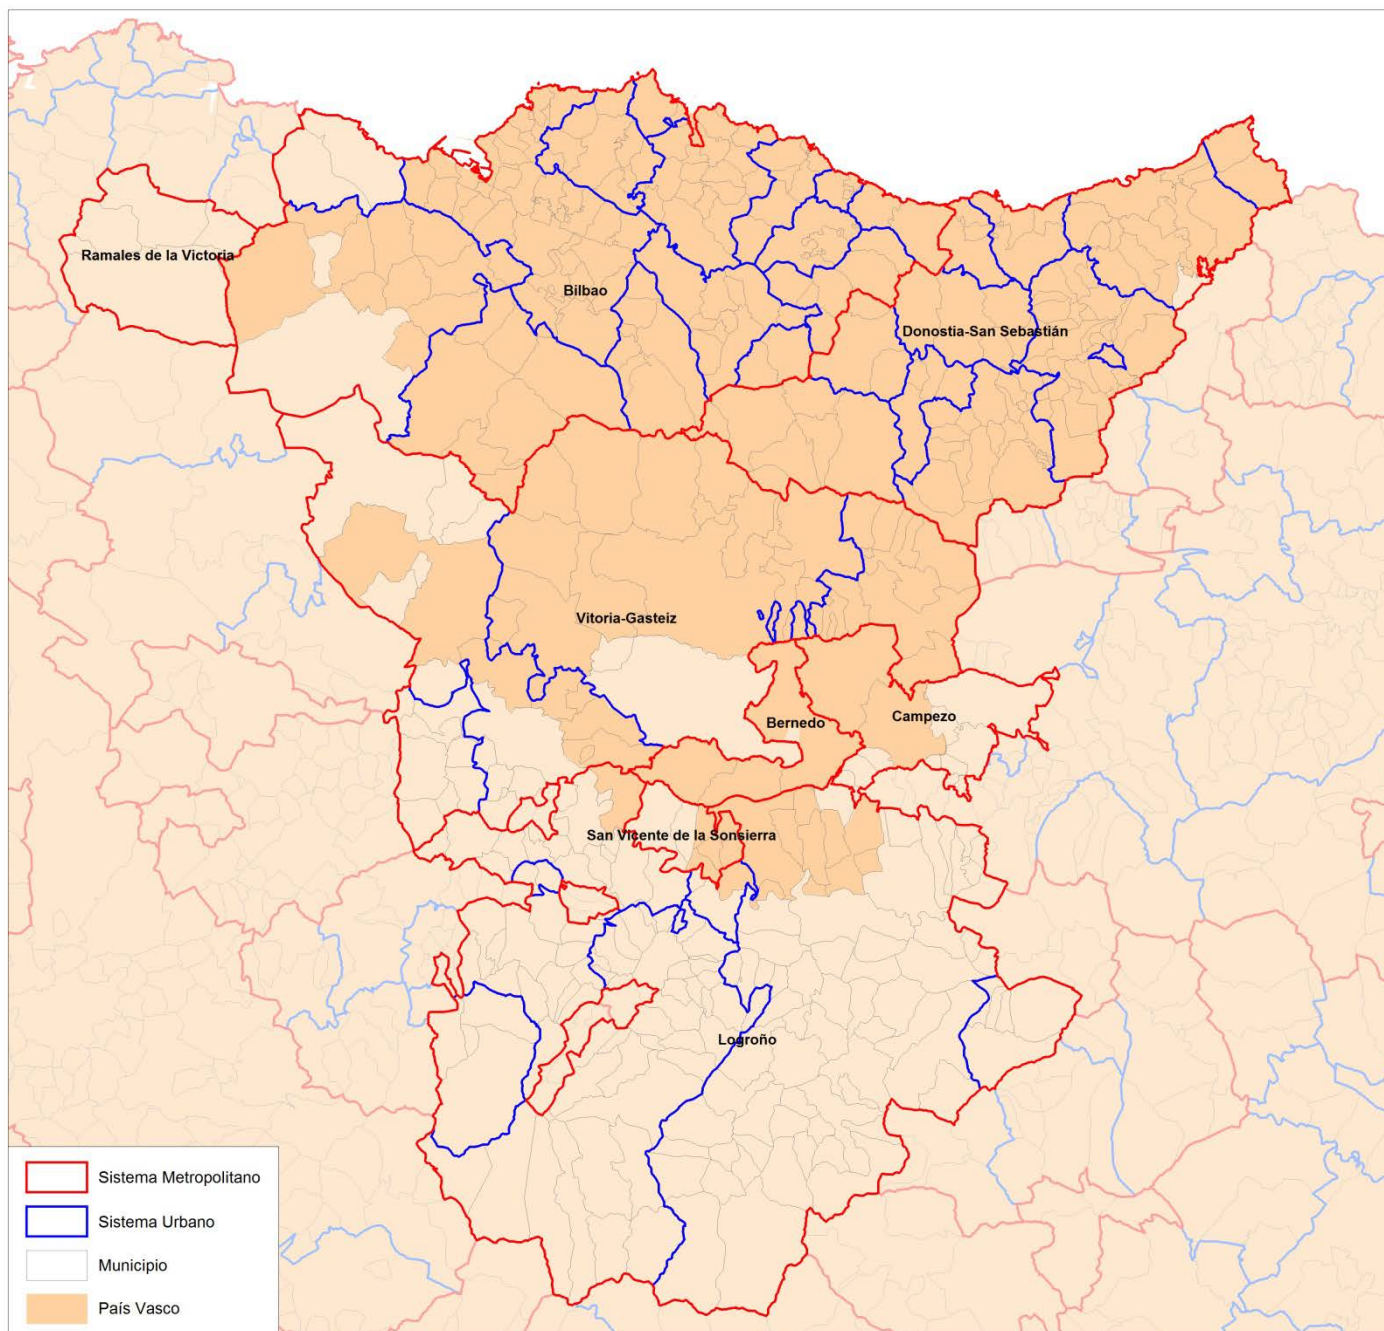 Ramales de la Victoria
Bilbao
Donostia-San Sebastián
Vitoria-Gasteiz
Bernedo
Campezo
San Vicente de la Sonsierra
Logroño
Sistema Metropolitano
Sistema Urbano
Municipio
País Vasco